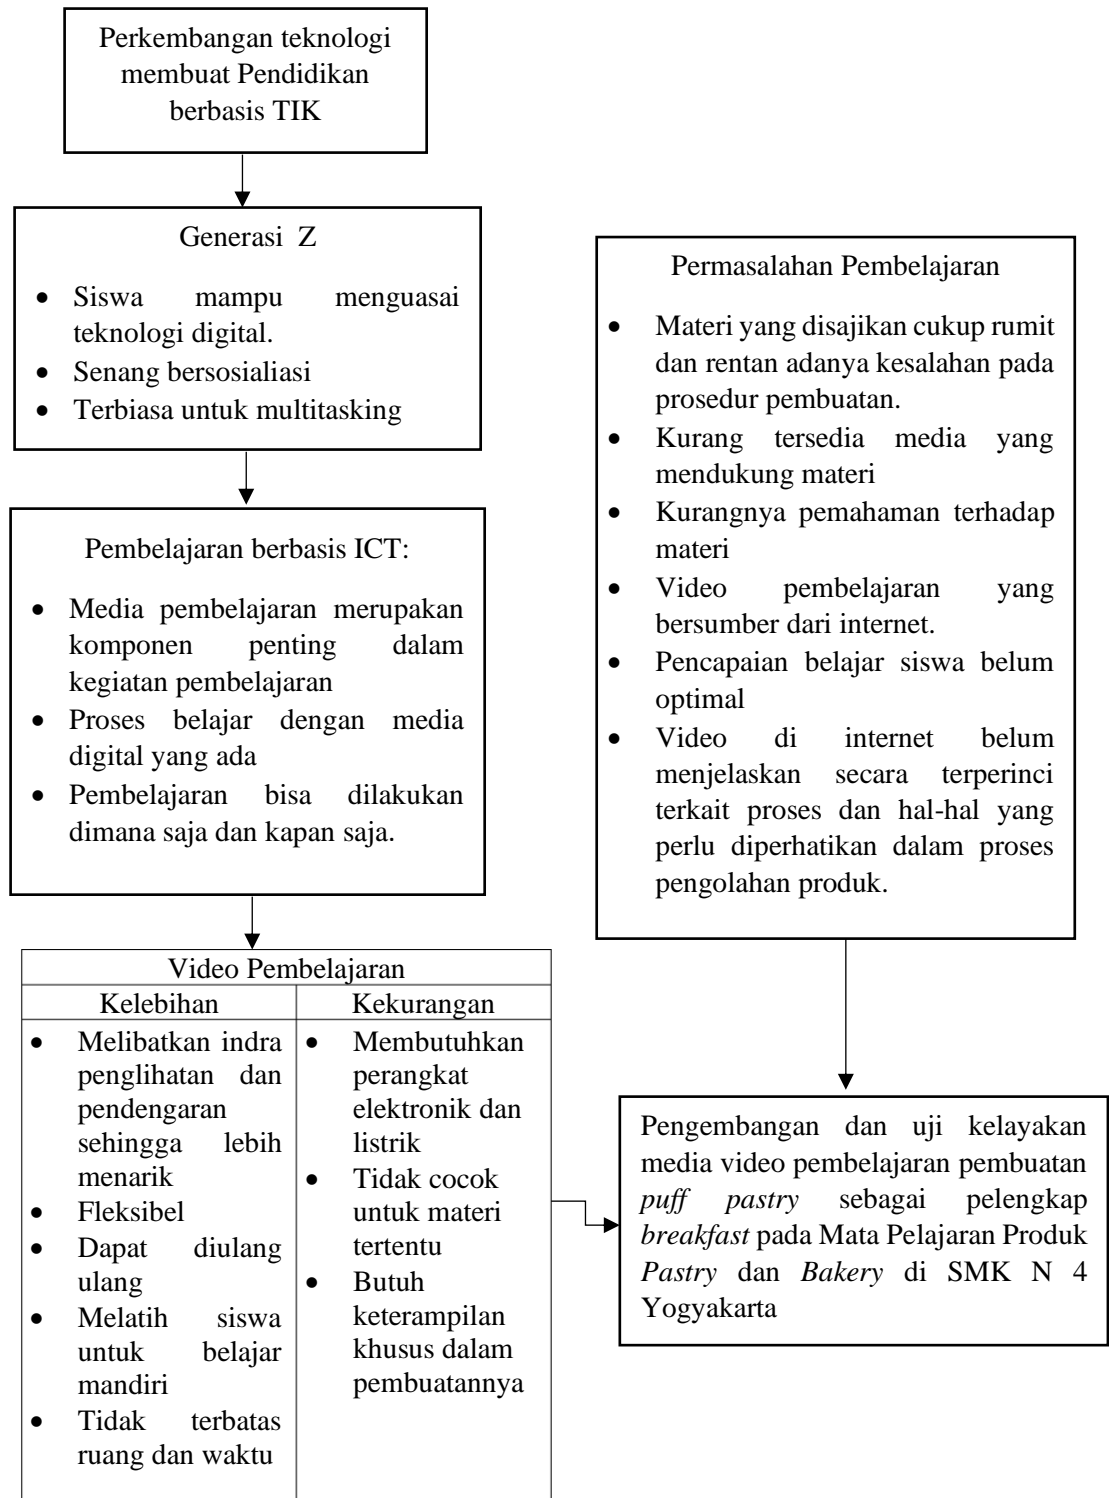 Perkembangan teknologi
membuat Pendidikan
berbasis TIK
Generasi Z
• Siswa mampu menguasai
teknologi digital.
• Senang bersosialiasi
• Terbiasa untuk multitasking
Pembelajaran berbasis ICT:
• Media pembelajaran merupakan
komponen penting dalam
kegiatan pembelajaran
• Proses belajar dengan media
digital yang ada
• Pembelajaran bisa dilakukan
dimana saja dan kapan saja.
Video Pembelajaran
Kelebihan
• Melibatkan indra
penglihatan dan
pendengaran
sehingga lebih
menarik
• Fleksibel
• Dapat diulang
ulang
• Melatih siswa
untuk belajar
mandiri
• Tidak terbatas
ruang dan waktu
Kekurangan
• Membutuhkan
perangkat
elektronik dan
listrik
• Tidak cocok
untuk materi
tertentu
• Butuh
keterampilan
khusus dalam
pembuatannya
Permasalahan Pembelajaran
• Materi yang disajikan cukup rumit
dan rentan adanya kesalahan pada
prosedur pembuatan.
• Kurang tersedia media yang
mendukung materi
• Kurangnya pemahaman terhadap
materi
• Video pembelajaran yang
bersumber dari internet.
• Pencapaian belajar siswa belum
optimal
• Video di internet belum
menjelaskan secara terperinci
terkait proses dan hal-hal yang
perlu diperhatikan dalam proses
pengolahan produk.
Pengembangan dan uji kelayakan
media video pembelajaran pembuatan
puff pastry sebagai pelengkap
breakfast pada Mata Pelajaran Produk
Pastry dan Bakery di SMK N 4
Yogyakarta